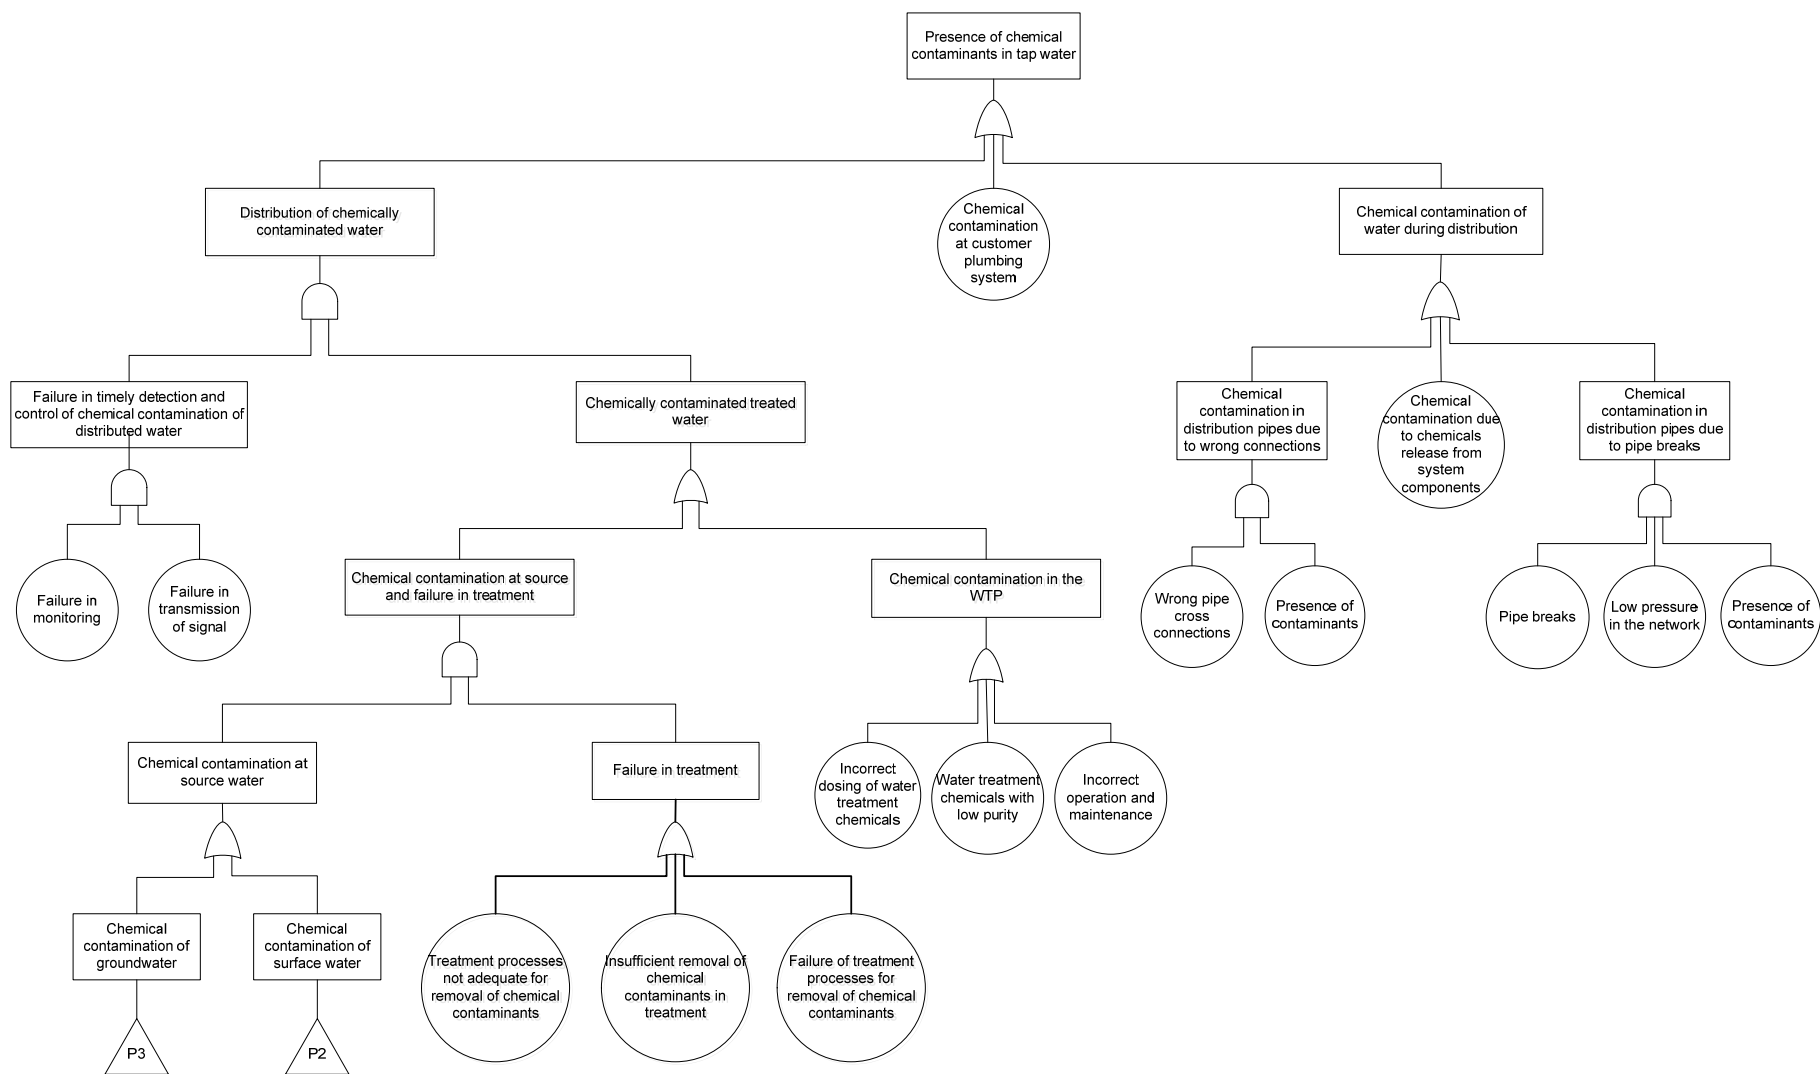 Presence of chemical
contaminants in tap water
Distribution of chemically
contaminated water
Chemical
contamination
at customer
plumbing
system
Chemical contamination of
water during distribution
Failure in timely detection and
control of chemical contamination of
distributed water
Chemically contaminated treated
water
Chemical
contamination in
distribution pipes due
to wrong connections
Chemical
contamination due
to chemicals
release from
system
components
Chemical
contamination in
distribution pipes due
to pipe breaks
Failure in
monitoring
Failure in
transmission
of signal
Chemical contamination at source
and failure in treatment
Chemical contamination in the
WTP
Wrong pipe
cross
connections
Presence of
contaminants
Pipe breaks
Low pressure
in the network
Presence of
contaminants
Chemical contamination at
source water
Failure in treatment
Incorrect
dosing of water
treatment
chemicals
Water treatment
chemicals with
low purity
Incorrect
operation and
maintenance
Chemical
contamination of
groundwater
Chemical
contamination of
surface water
Treatment processes
not adequate for
removal of chemical
contaminants
Insufficient removal of
chemical
contaminants in
treatment
Failure of treatment
processes for
removal of chemical
contaminants
P3
P2